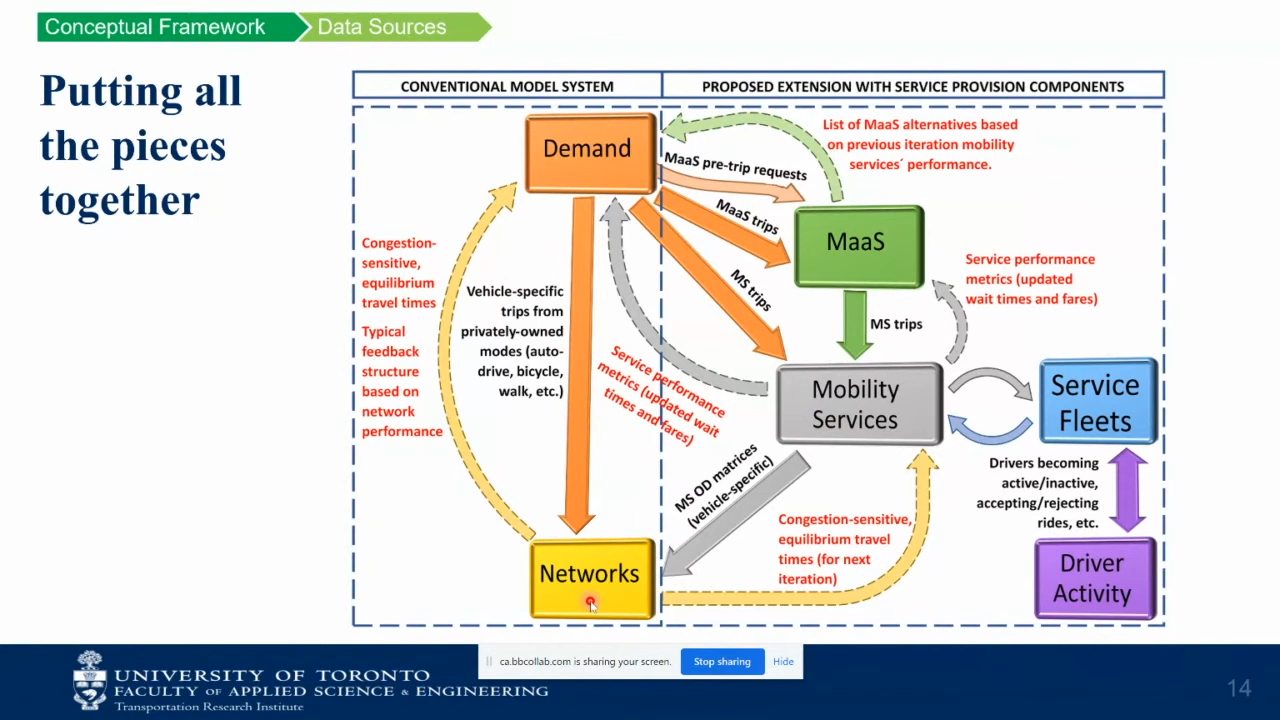 Conceptual Framework
Data Sources
Putting all
the pieces
together
CONVENTIONAL MODEL SYSTEM
PROPOSED EXTENSION WITH SERVICE PROVISION COMPONENTS
Demand
List of MaaS alternatives based
on previous iteration mobility
services´ performance.
MaaS pre-trip requests
MaaS trips
MS trips
MaaS
Congestion-
sensitive,
equilibrium
travel times
Typical
feedback
structure
based on
network
performance
Vehicle-specific
trips from
privately-owned
modes (auto-
drive, bicycle,
walk, etc.)
Service performance
metrics (updated wait
times and fares)
Service performance
metrics (updated
wait times and fares)
MS trips
Mobility
Services
Service
Fleets
MS OD matrices
(vehicle-specific)
Drivers becoming
active/inactive,
accepting/rejecting
rides, etc.
Congestion-sensitive,
equilibrium travel
times (for next
iteration)
Networks
Driver
Activity
ca.bbcollab.com is sharing your screen.
Stop sharing
Hide
UNIVERSITY OF TORONTO
FACULTY OF APPLIED SCIENCE & ENGINEERING
Transportation Research Institute
14